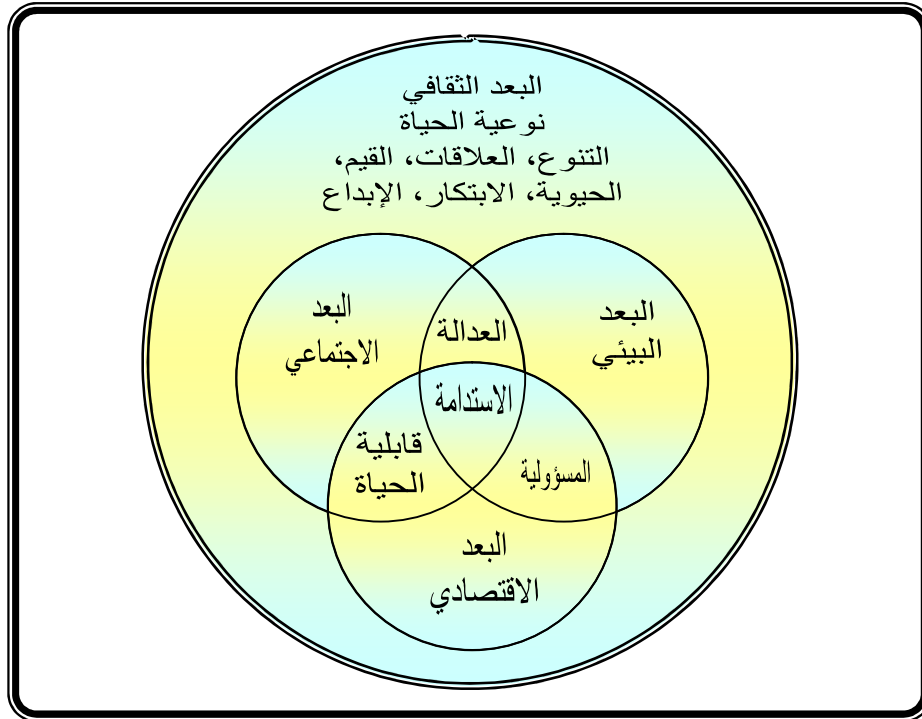 البعد الثقافي
نوعية الحياة
التنوع، العلاقات، القيم،
الحيوية، الابتكار، الإبداع
البعد
البيئي
العدالة
البعد
الاجتماعي
الاستدامة
المسؤولية
قابلية
الحياة
البعد
الاقتصادي